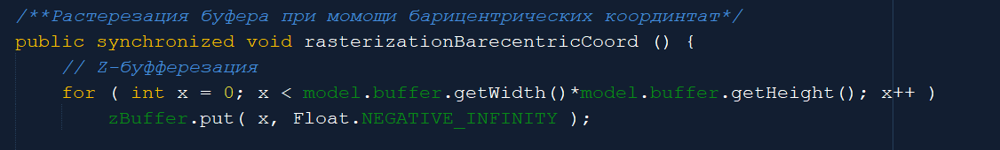 /**Растерезация буфера при момощи барицентрических координтат*/
public synchronized void rasterizationBarecentricCoord () {
// Z-буфферезация
for ( int x = 0; x < model.buffer.getWidth()*model.buffer.getHeight(); x++ )
zBuffer.put( x, Float.NEGATIVE_INFINITY );